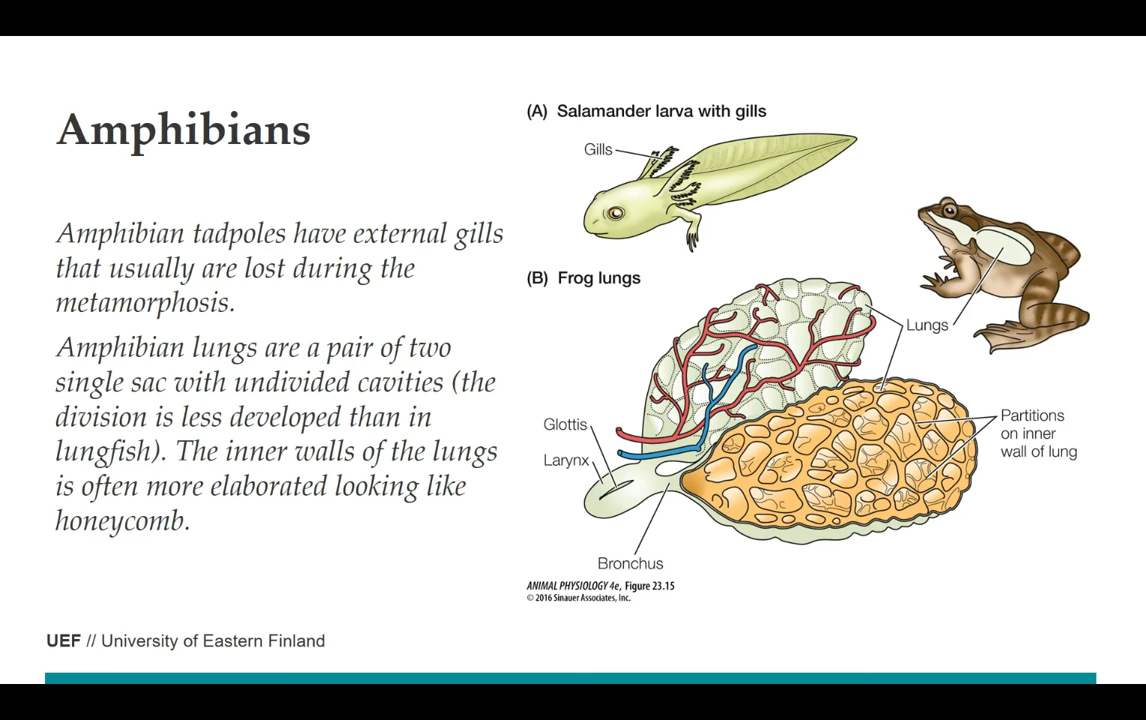 Amphibians
Amphibian tadpoles have external gills
that usually are lost during the
metamorphosis.
Amphibian lungs are a pair of two
single sac with undivided cavities (the
division is less developed than in
lungfish). The inner walls of the lungs
is often more elaborated looking like
honeycomb.
(A) Salamander larva with gills
Gills
(B) Frog lungs
Lungs
Glottis
Larynx
Partitions
on inner
wall of lung
Bronchus
ANIMAL PHYSIOLOGY 4e, Figure 23.15
© 2016 Sinauer Associates, Inc.
UEF // University of Eastern Finland